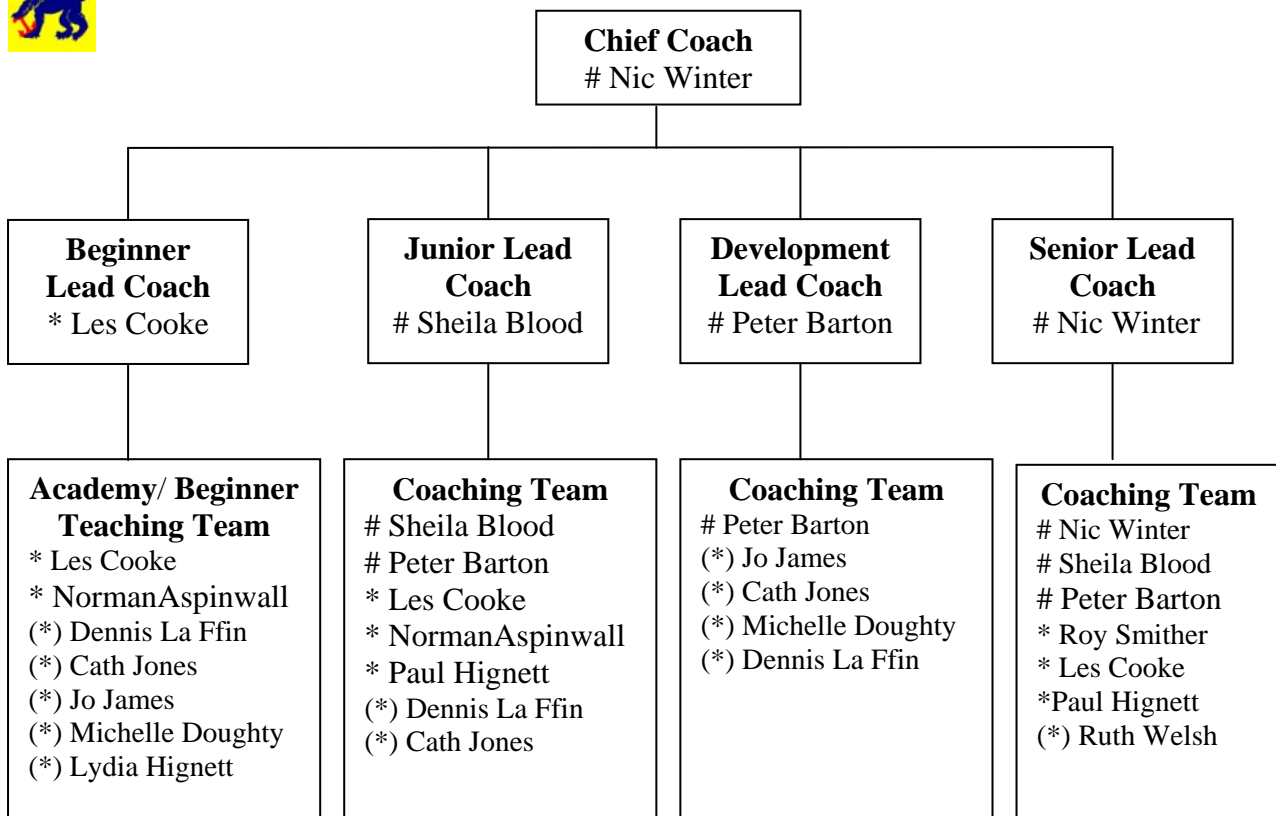 Chief Coach
# Nic Winter
Beginner
Lead Coach
* Les Cooke
Junior Lead
Coach
# Sheila Blood
Development
Lead Coach
# Peter Barton
Senior Lead
Coach
# Nic Winter
Academy/ Beginner
Teaching Team
* Les Cooke
* NormanAspinwall
(*) Dennis La Ffin
(*) Cath Jones
(*) Jo James
(*) Michelle Doughty
(*) Lydia Hignett
Coaching Team
# Sheila Blood
# Peter Barton
* Les Cooke
* NormanAspinwall
* Paul Hignett
(*) Dennis La Ffin
(*) Cath Jones
Coaching Team
# Peter Barton
(*) Jo James
(*) Cath Jones
(*) Michelle Doughty
(*) Dennis La Ffin
Coaching Team
# Nic Winter
# Sheila Blood
# Peter Barton
* Roy Smither
* Les Cooke
*Paul Hignett
(*) Ruth Welsh